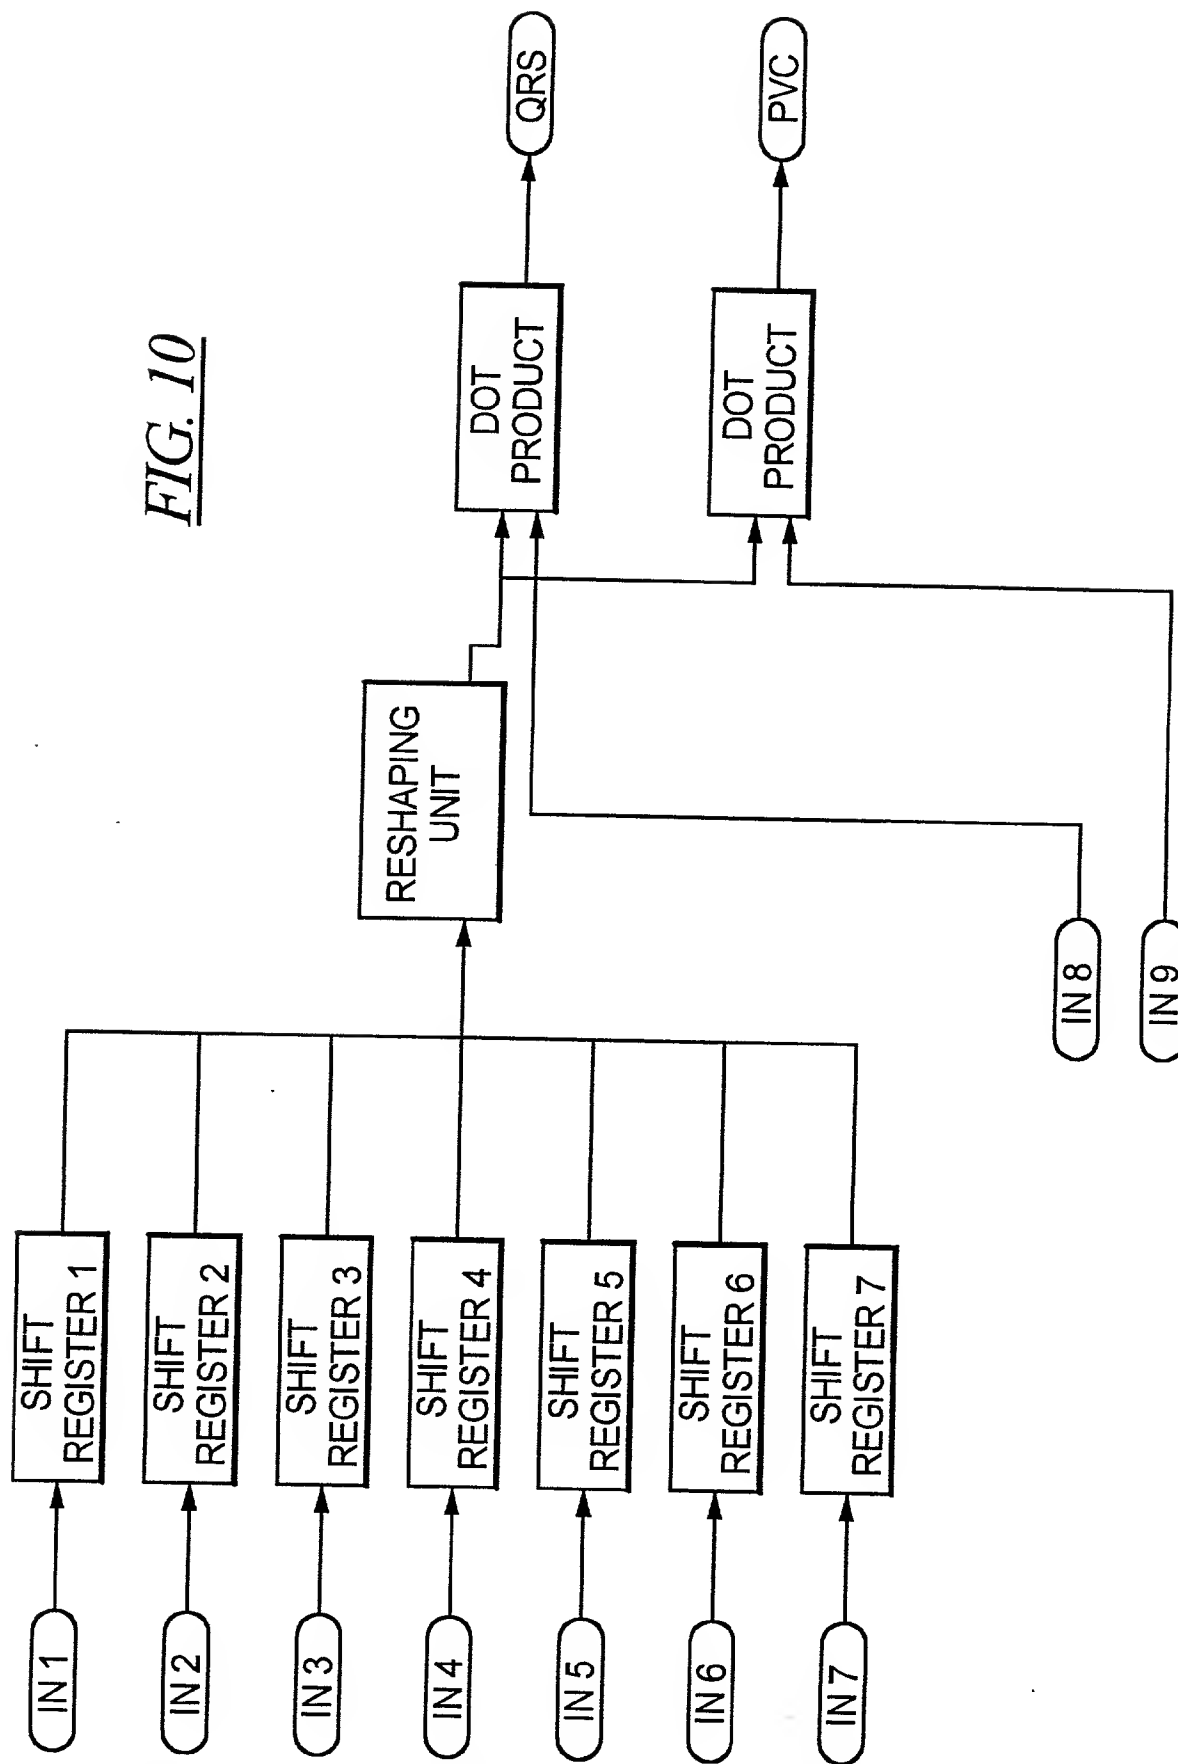 FIG. 10
IN 1
SHIFT
REGISTER 1
IN 2
SHIFT
REGISTER 2
IN 3
SHIFT
REGISTER 3
IN 4
SHIFT
REGISTER 4
IN 5
SHIFT
REGISTER 5
IN 6
SHIFT
REGISTER 6
IN 7
SHIFT
REGISTER 7
RESHAPING
UNIT
IN 8
IN 9
DOT
PRODUCT
QRS
DOT
PRODUCT
PVC